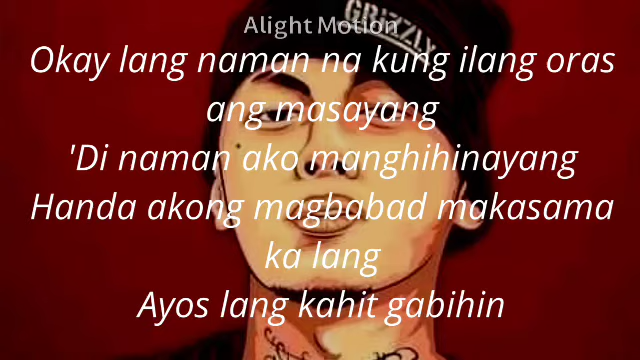 Alight Motion
GRIZZLY
Okay lang naman na kung ilang oras
ang masayang
'Di naman ako manghihinayang
Handa akong magbabad makasama
ka lang
Ayos lang kahit gabihin